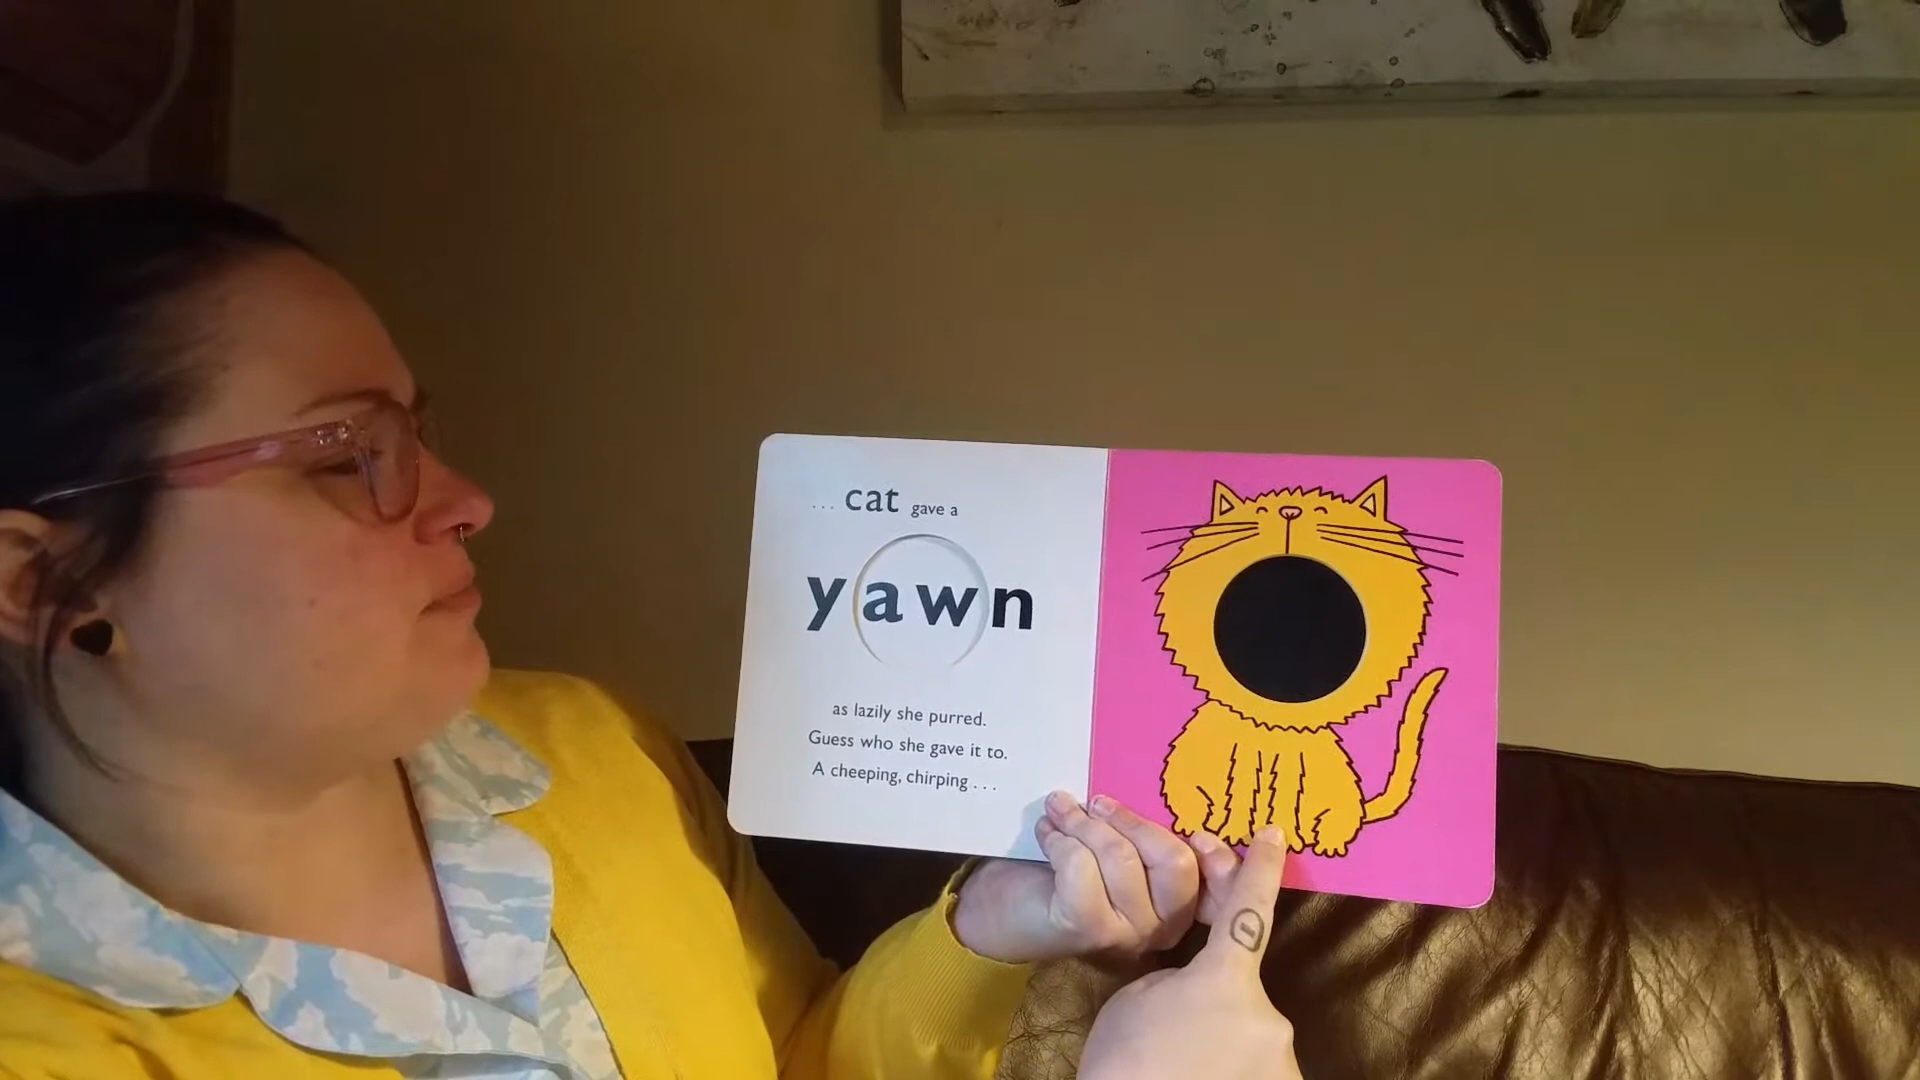 ... cat gave a
yawn
as lazily she purred.
Guess who she gave it to.
A cheeping, chirping ...